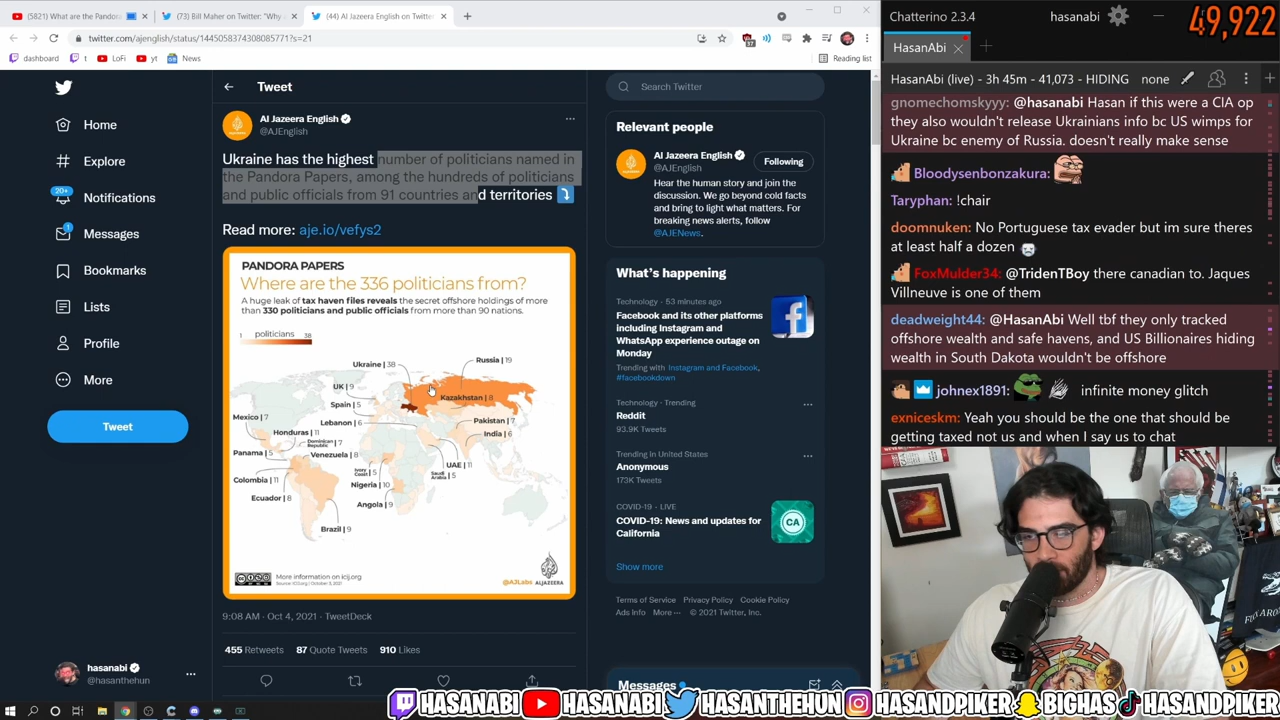 (5821) What are the Pandora
(73) Bill Maher on Twitter: "Why
(44) Al Jazeera English on Twitter
twitter.com/ajenglish/status/1445058374308085771?s=21
dashboard
t
LoFi
yt
News
Reading list
Home
Explore
20+
Notifications
1
Messages
Bookmarks
Lists
Profile
More
Tweet
hasanabi
@hasanthehun
Tweet
Al Jazeera English
@AJEnglish
Ukraine has the highest number of politicians named in
the Pandora Papers, among the hundreds of politicians
and public officials from 91 countries and territories
Read more: aje.io/vefys2
PANDORA PAPERS
Where are the 336 politicians from?
A huge leak of tax haven files reveals the secret offshore holdings of more
than 330 politicians and public officials from more than 90 nations.
1 politicians 38
Ukraine | 38
Russia | 19
UK | 9
Kazakhstan | 8
Spain | 5
Mexico | 7
Lebanon | 6
Pakistan | 7
Honduras | 11
India | 6
Dominican
Republic | 7
Panama | 5
Venezuela | 8
UAE | 11
Ivory
Coast | 5
Saudi
Arabia | 5
Colombia | 11
Nigeria | 10
Ecuador | 8
Angola | 9
Brazil | 9
More information on icij.org
Source: ICIJ.org | October 3, 2021
@AJLabs
ALJAZEERA
9:08 AM · Oct 4, 2021 · TweetDeck
455 Retweets 87 Quote Tweets 910 Likes
Search Twitter
Relevant people
Al Jazeera English
@AJEnglish
Following
Hear the human story and join the
discussion. We go beyond cold facts
and bring to light what matters. For
breaking news alerts, follow
@AJENews.
What's happening
Technology · 53 minutes ago
Facebook and its other platforms
including Instagram and
WhatsApp experience outage on
Monday
Trending with Instagram and Facebook,
#facebookdown
Technology · Trending
Reddit
93.9K Tweets
Trending in United States
Anonymous
173K Tweets
COVID-19 · LIVE
COVID-19: News and updates for
California
CA
Show more
Terms of Service Privacy Policy Cookie Policy
Ads Info More ··· © 2021 Twitter, Inc.
Messages
Chatterino 2.3.4
hasanabi
49,922
HasanAbi
HasanAbi (live) - 3h 45m - 41,073 - HIDING none
gnomechomskyyy: @hasanabi Hasan if this were a CIA op
they also wouldn't release Ukrainians info bc US wimps for
Ukraine bc enemy of Russia. doesn't really make sense
Bloodysenbonzakura:
Taryphan: !chair
doomnuken: No Portuguese tax evader but im sure theres
at least half a dozen
FoxMulder34: @TridenTBoy there canadian to. Jaques
Villneuve is one of them
deadweight44: @HasanAbi Well tbf they only tracked
offshore wealth and safe havens, and US Billionaires hiding
wealth in South Dakota wouldn't be offshore
johnex1891: infinite money glitch
exniceskm: Yeah you should be the one that should be
getting taxed not us and when I say us to chat
HASANABI HASANABI HASANTHEHUN HASANDPIKER BIGHAS HASANDPIKER